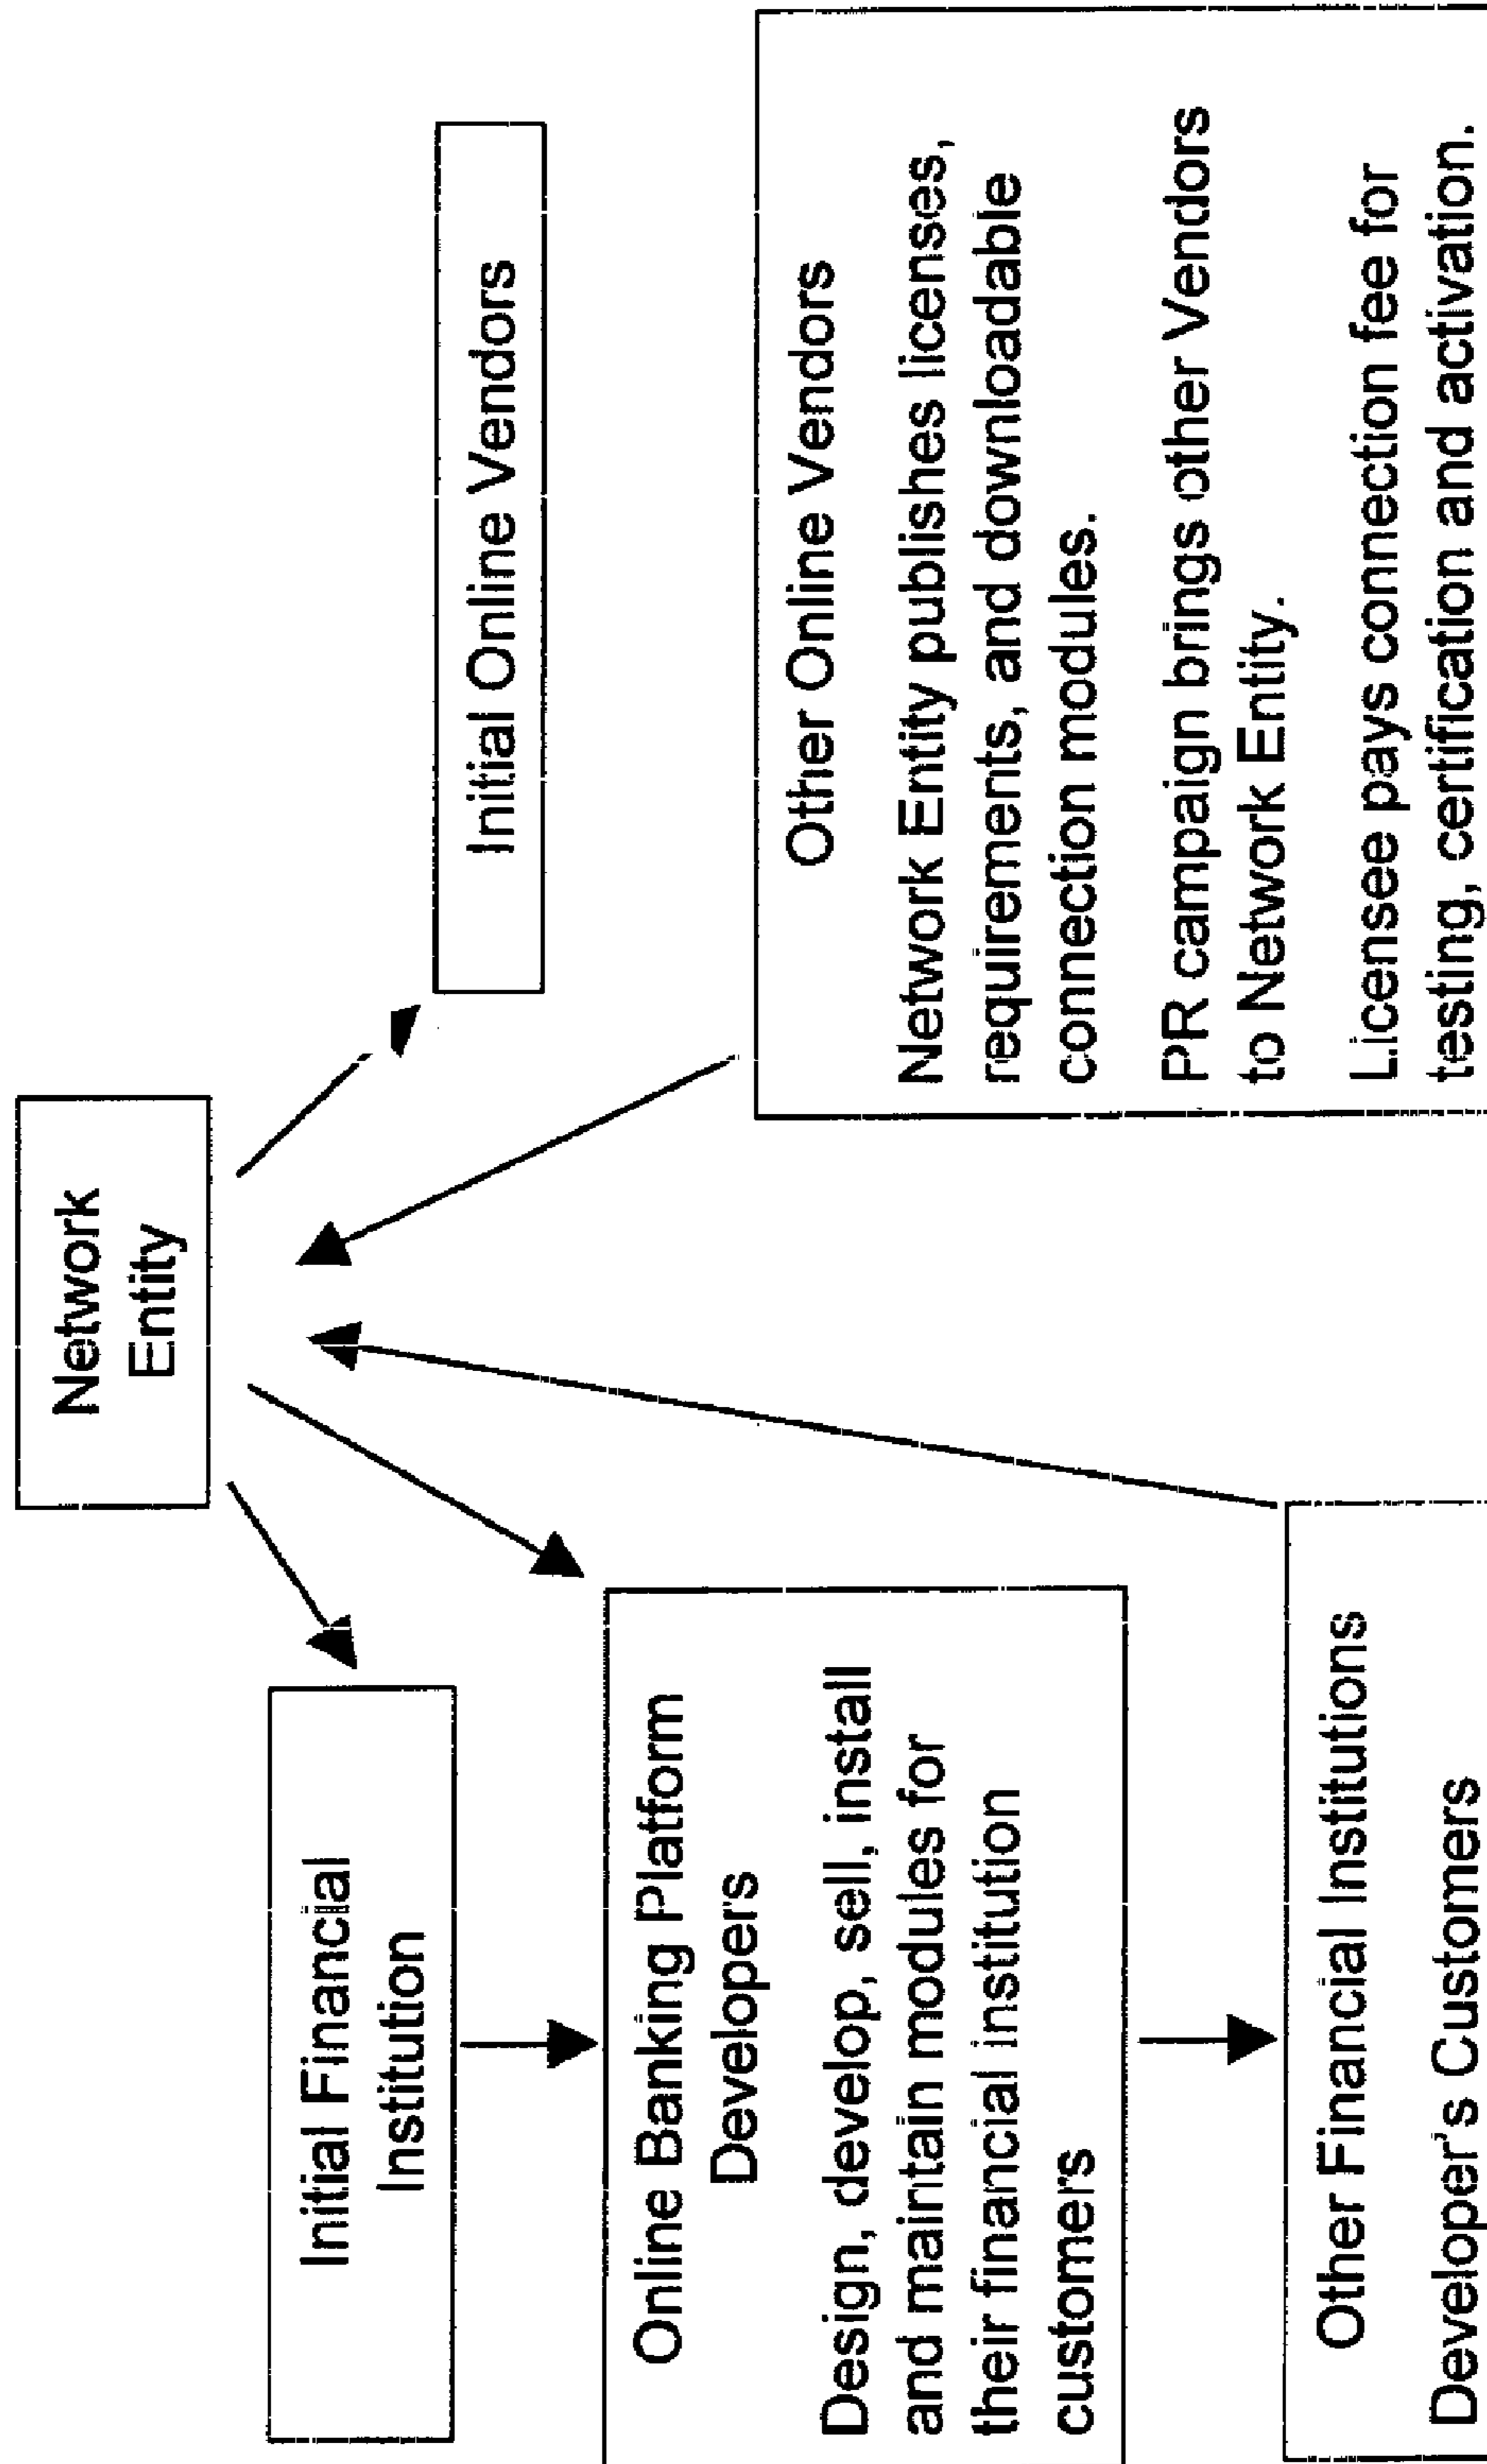 Network
Entity
Initial Financial
Institution
Initial Online Vendors
Online Banking Platform
Developers
Design, develop, sell, install
and maintain modules for
their financial institution
customers
Other Online Vendors
Network Entity publishes licenses,
requirements, and downloadable
connection modules.
PR campaign brings other Vendors
to Network Entity.
Licensee pays connection fee for
testing, certification and activation.
Other Financial Institutions
Developer's Customers